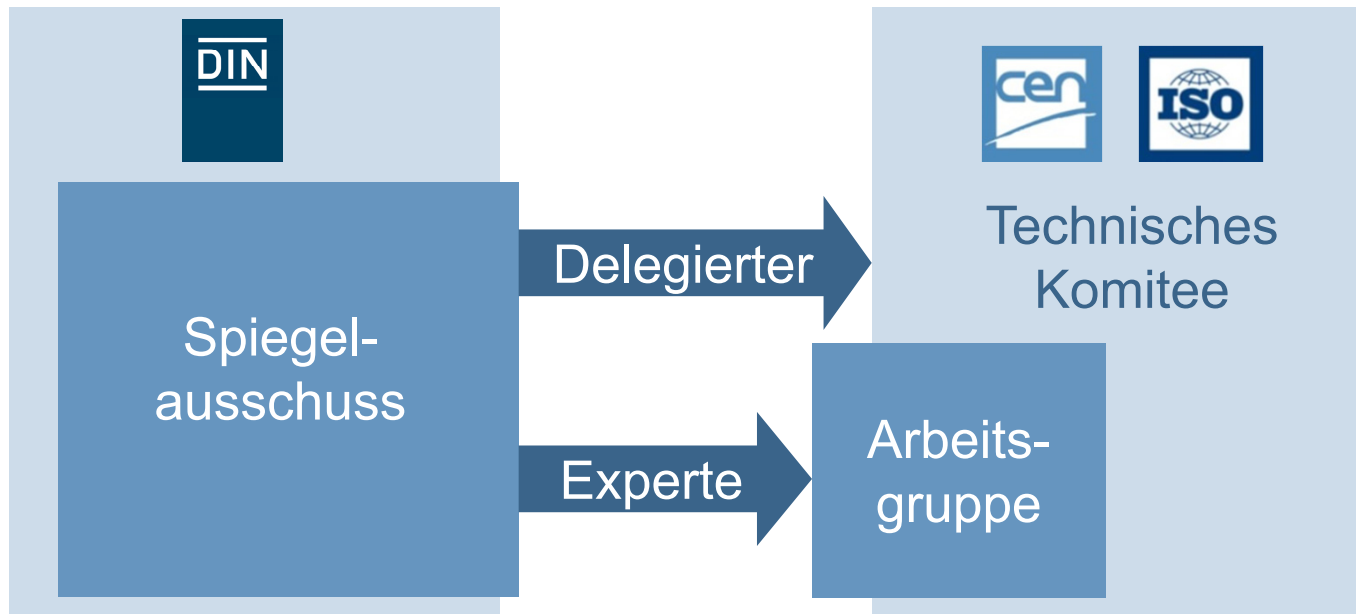 DIN
cen
ISO
Technisches
Komitee
Delegierter
Spiegel-
ausschuss
Experte
Arbeits-
gruppe